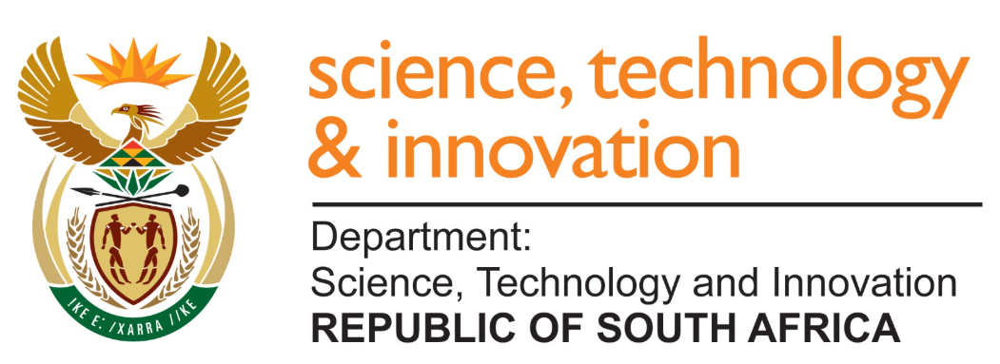 science, technology
& innovation
Department:
Science, Technology and Innovation
REPUBLIC OF SOUTH AFRICA
!KE E: /XARRA //KE